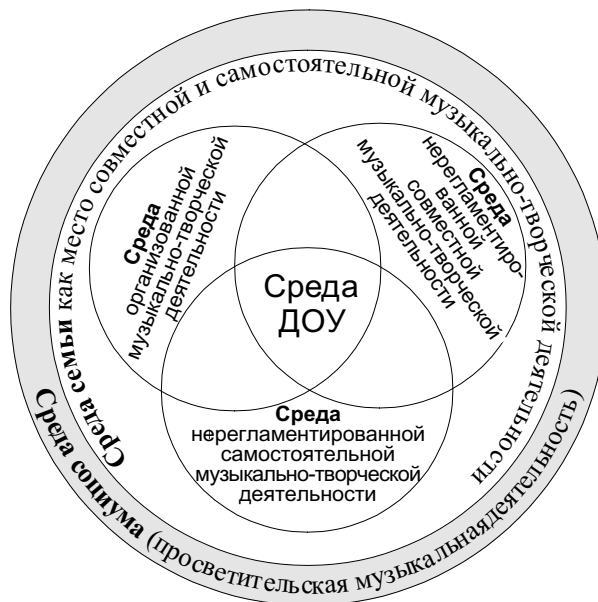 Среда семьи как место совместной и самостоятельной музыкально-творческой деятельности
Среда
организованной
музыкально-творческой
деятельности
Среда
нерегламентиро-
ванной
совместной
музыкально-творческой
деятельности
Среда
ДОУ
Среда
нерегламентированной
самостоятельной
музыкально-творческой
деятельности
Среда социума (просветительская музыкальнаядеятельность)